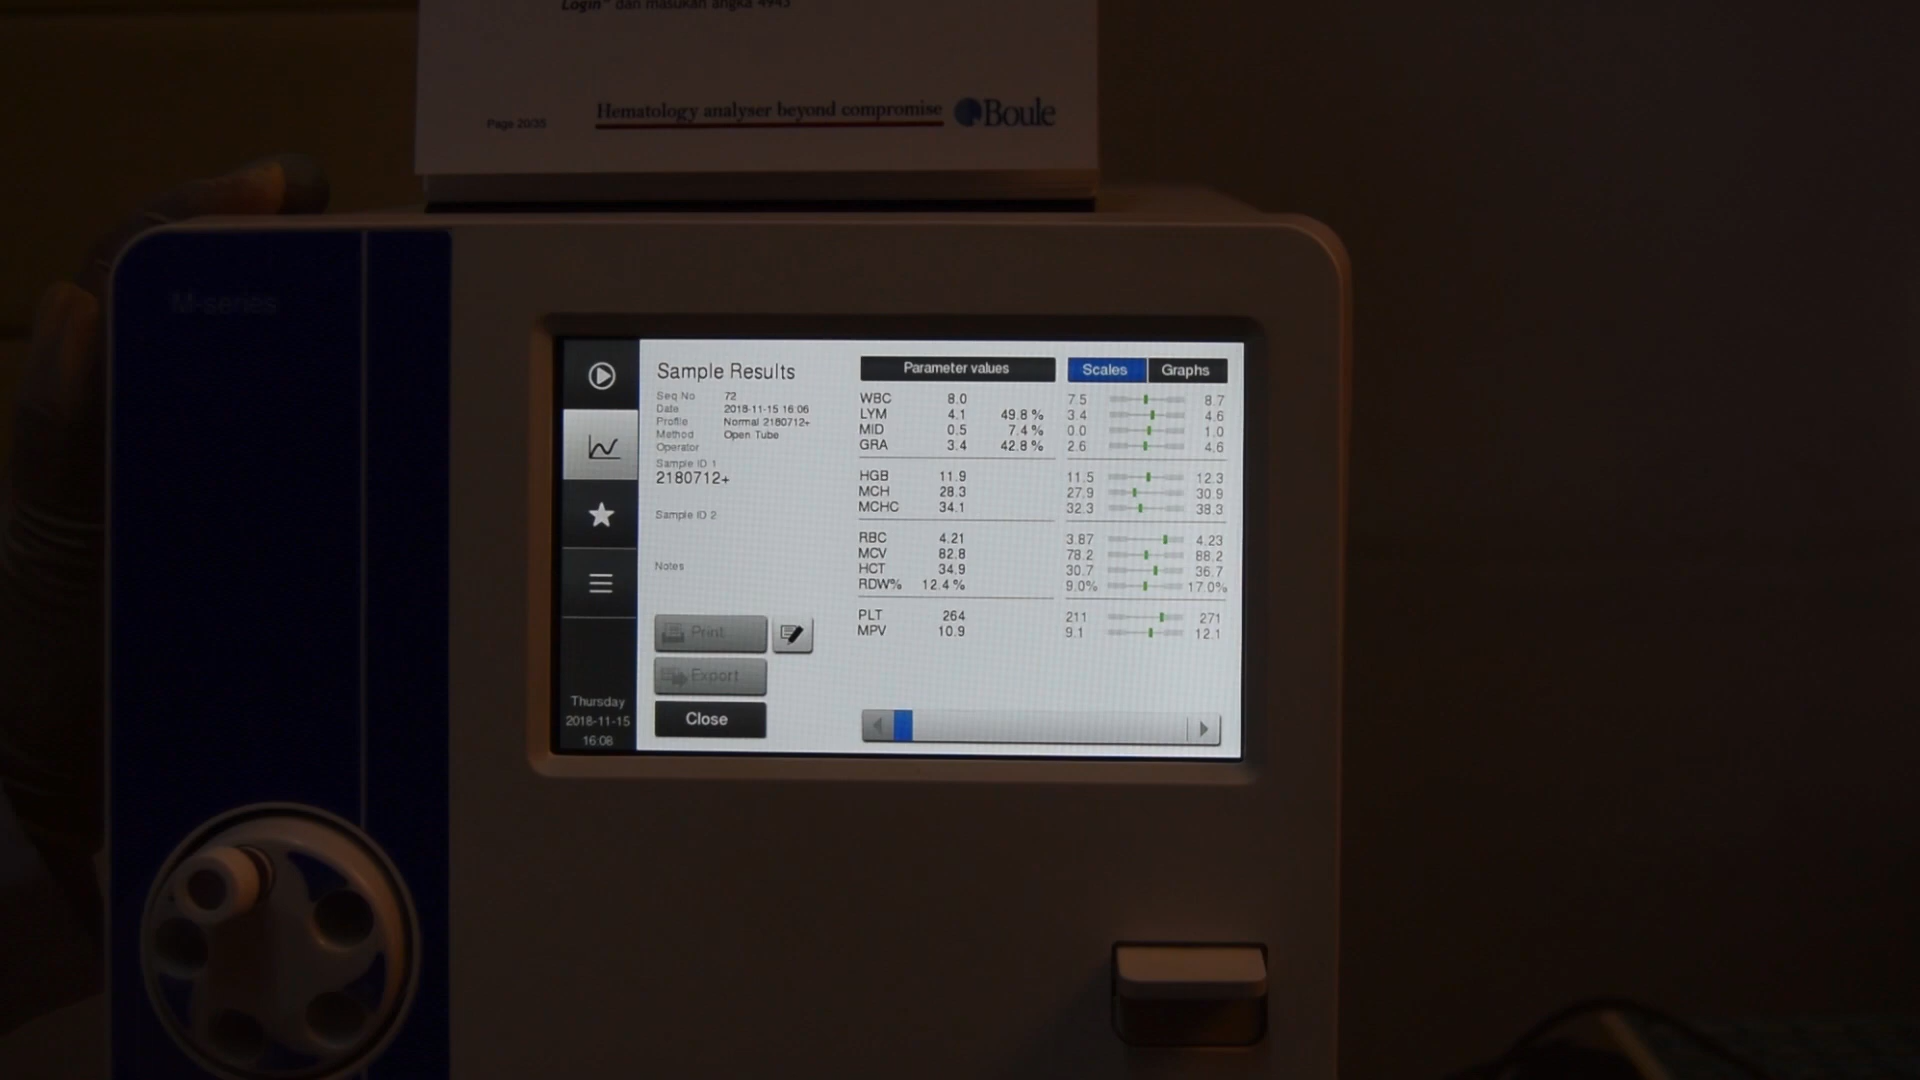 Login" dan masukan angka 4943
Page 20/35
Hematology analyser beyond compromise
Boule
M-series
Sample Results
Seq No 72
Date 2018-11-15 16:06
Profile Normal 2180712+
Method Open Tube
Operator
Sample ID 1
2180712+
Sample ID 2
Notes
Print
Export
Close
Thursday
2018-11-15
16:08
Parameter values
WBC 8.0
LYM 4.1 49.8 %
MID 0.5 7.4 %
GRA 3.4 42.8 %
HGB 11.9
MCH 28.3
MCHC 34.1
RBC 4.21
MCV 82.8
HCT 34.9
RDW% 12.4 %
PLT 264
MPV 10.9
Scales Graphs
7.5 8.7
3.4 4.6
0.0 1.0
2.6 4.6
11.5 12.3
27.9 30.9
32.3 38.3
3.87 4.23
78.2 88.2
30.7 36.7
9.0% 17.0%
211 271
9.1 12.1